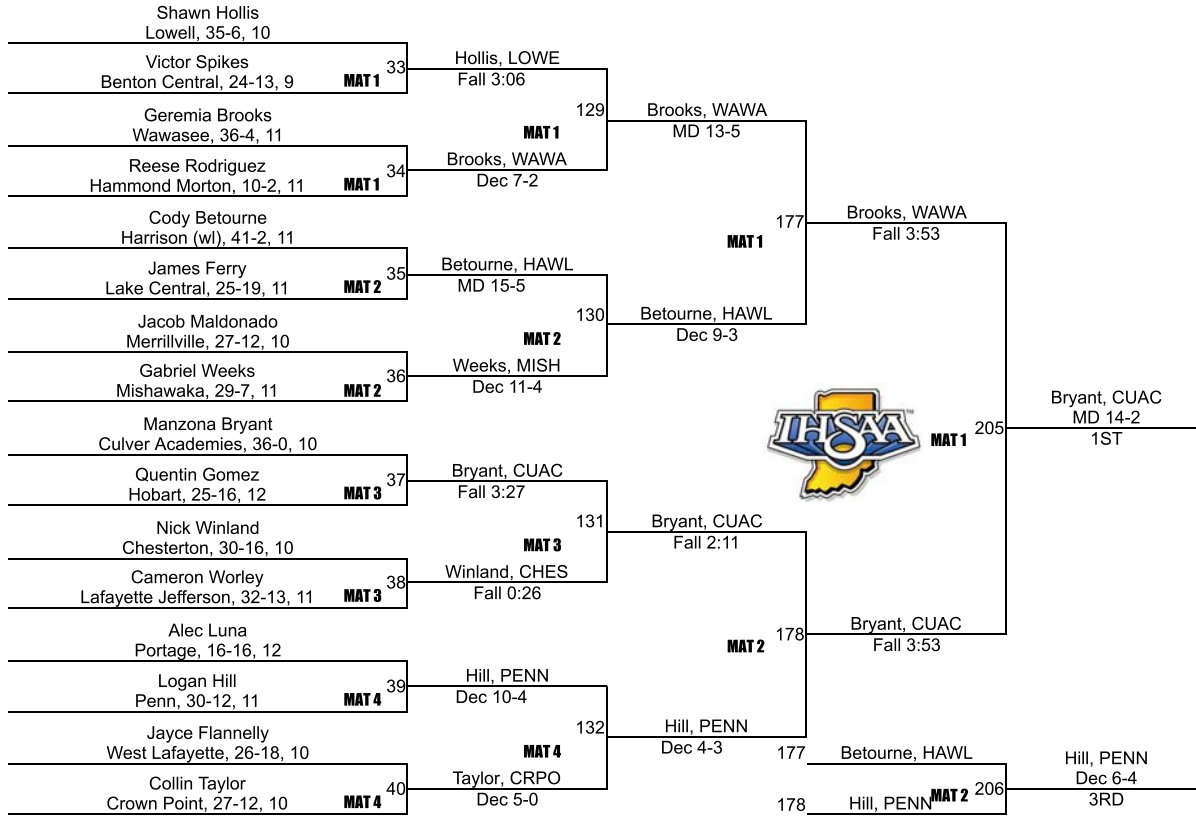 Shawn Hollis
Lowell, 35-6, 10
Victor Spikes
Benton Central, 24-13, 9
MAT 1
33
Geremia Brooks
Wawasee, 36-4, 11
Reese Rodriguez
Hammond Morton, 10-2, 11
MAT 1
34
Cody Betourne
Harrison (wl), 41-2, 11
James Ferry
Lake Central, 25-19, 11
MAT 2
35
Jacob Maldonado
Merrillville, 27-12, 10
Gabriel Weeks
Mishawaka, 29-7, 11
MAT 2
36
Manzona Bryant
Culver Academies, 36-0, 10
Quentin Gomez
Hobart, 25-16, 12
MAT 3
37
Nick Winland
Chesterton, 30-16, 10
Cameron Worley
Lafayette Jefferson, 32-13, 11
MAT 3
38
Alec Luna
Portage, 16-16, 12
Logan Hill
Penn, 30-12, 11
MAT 4
39
Jayce Flannelly
West Lafayette, 26-18, 10
Collin Taylor
Crown Point, 27-12, 10
MAT 4
40
Hollis, LOWE
Fall 3:06
129
MAT 1
Brooks, WAWA
Dec 7-2
Betourne, HAWL
MD 15-5
130
MAT 2
Weeks, MISH
Dec 11-4
Bryant, CUAC
Fall 3:27
131
MAT 3
Winland, CHES
Fall 0:26
Hill, PENN
Dec 10-4
132
MAT 4
Taylor, CRPO
Dec 5-0
Brooks, WAWA
MD 13-5
177
MAT 1
Betourne, HAWL
Dec 9-3
Bryant, CUAC
Fall 2:11
178
MAT 2
Hill, PENN
Dec 4-3
Brooks, WAWA
Fall 3:53
IHSAA™
MAT 1
205
Bryant, CUAC
Fall 3:53
Bryant, CUAC
MD 14-2
1ST
177
Betourne, HAWL
178
Hill, PENN
MAT 2
206
Hill, PENN
Dec 6-4
3RD